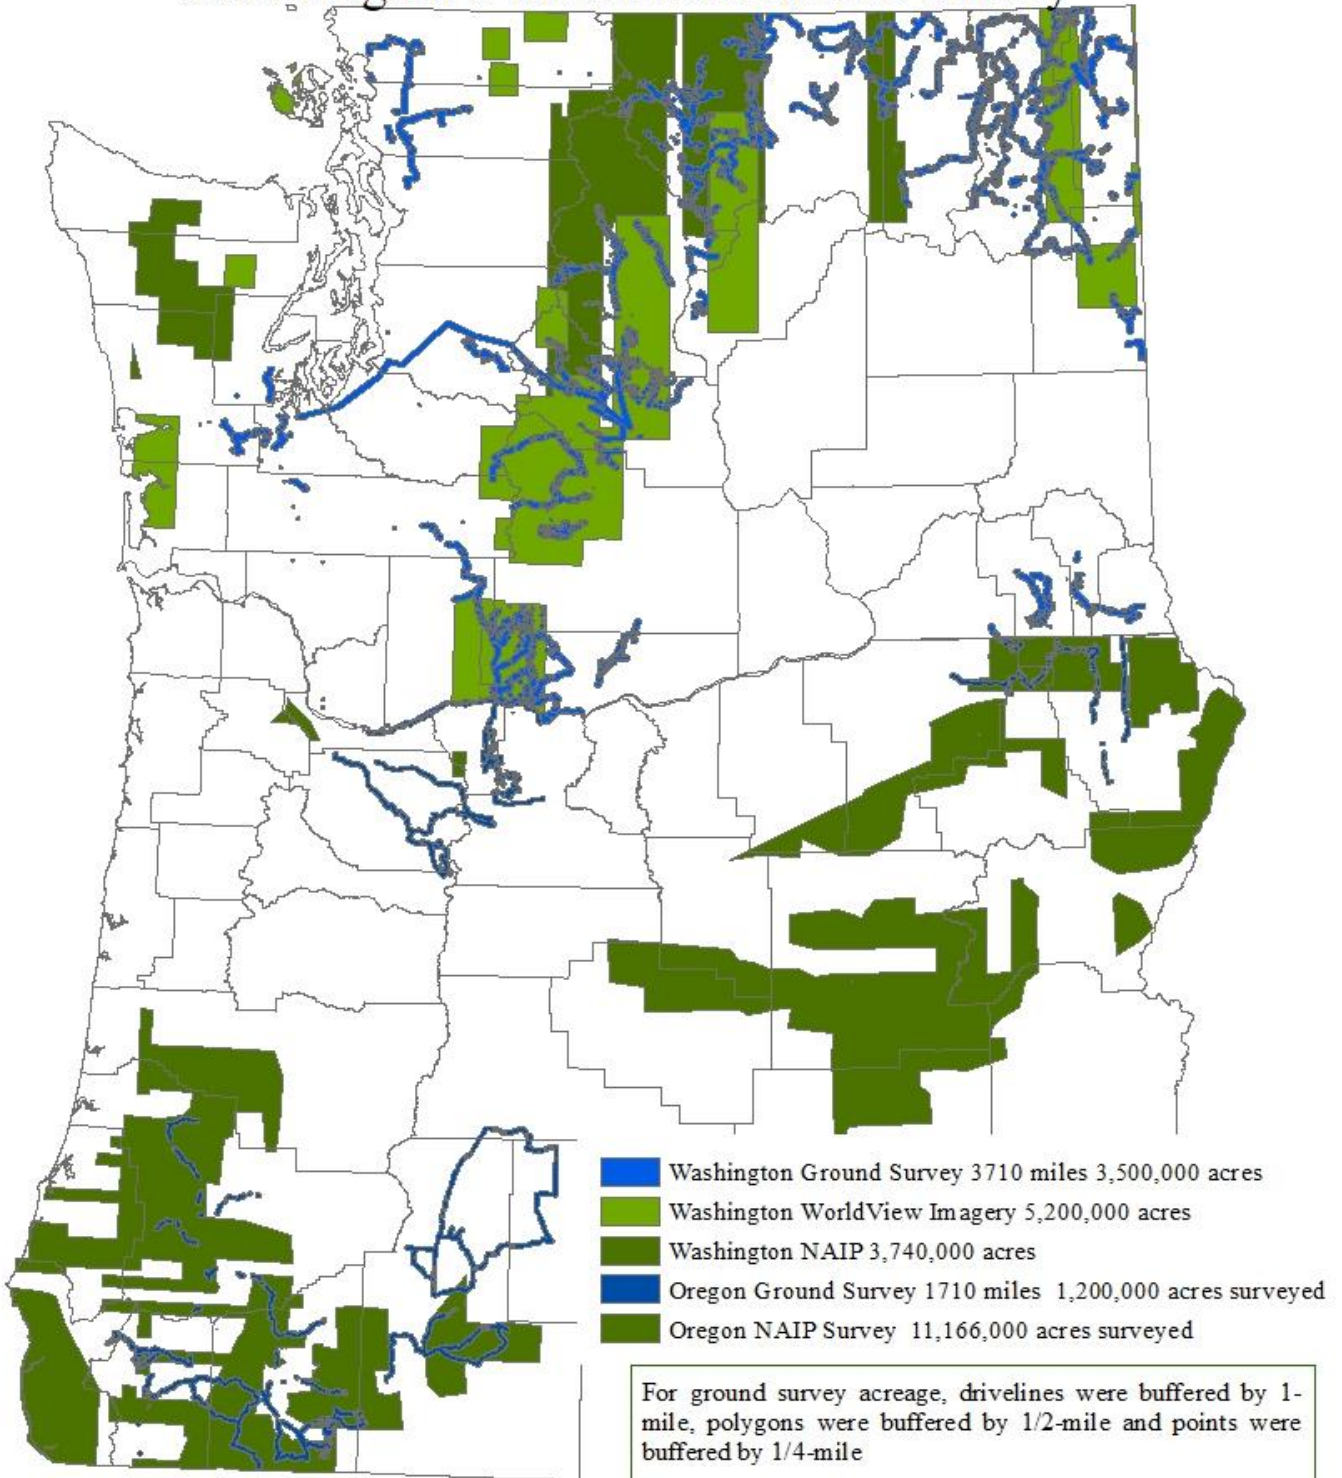 Washington Ground Survey 3710 miles 3,500,000 acres
Washington WorldView Imagery 5,200,000 acres
Washington NAIP 3,740,000 acres
Oregon Ground Survey 1710 miles 1,200,000 acres surveyed
Oregon NAIP Survey 11,166,000 acres surveyed
For ground survey acreage, drivelines were buffered by 1-
mile, polygons were buffered by 1/2-mile and points were
buffered by 1/4-mile